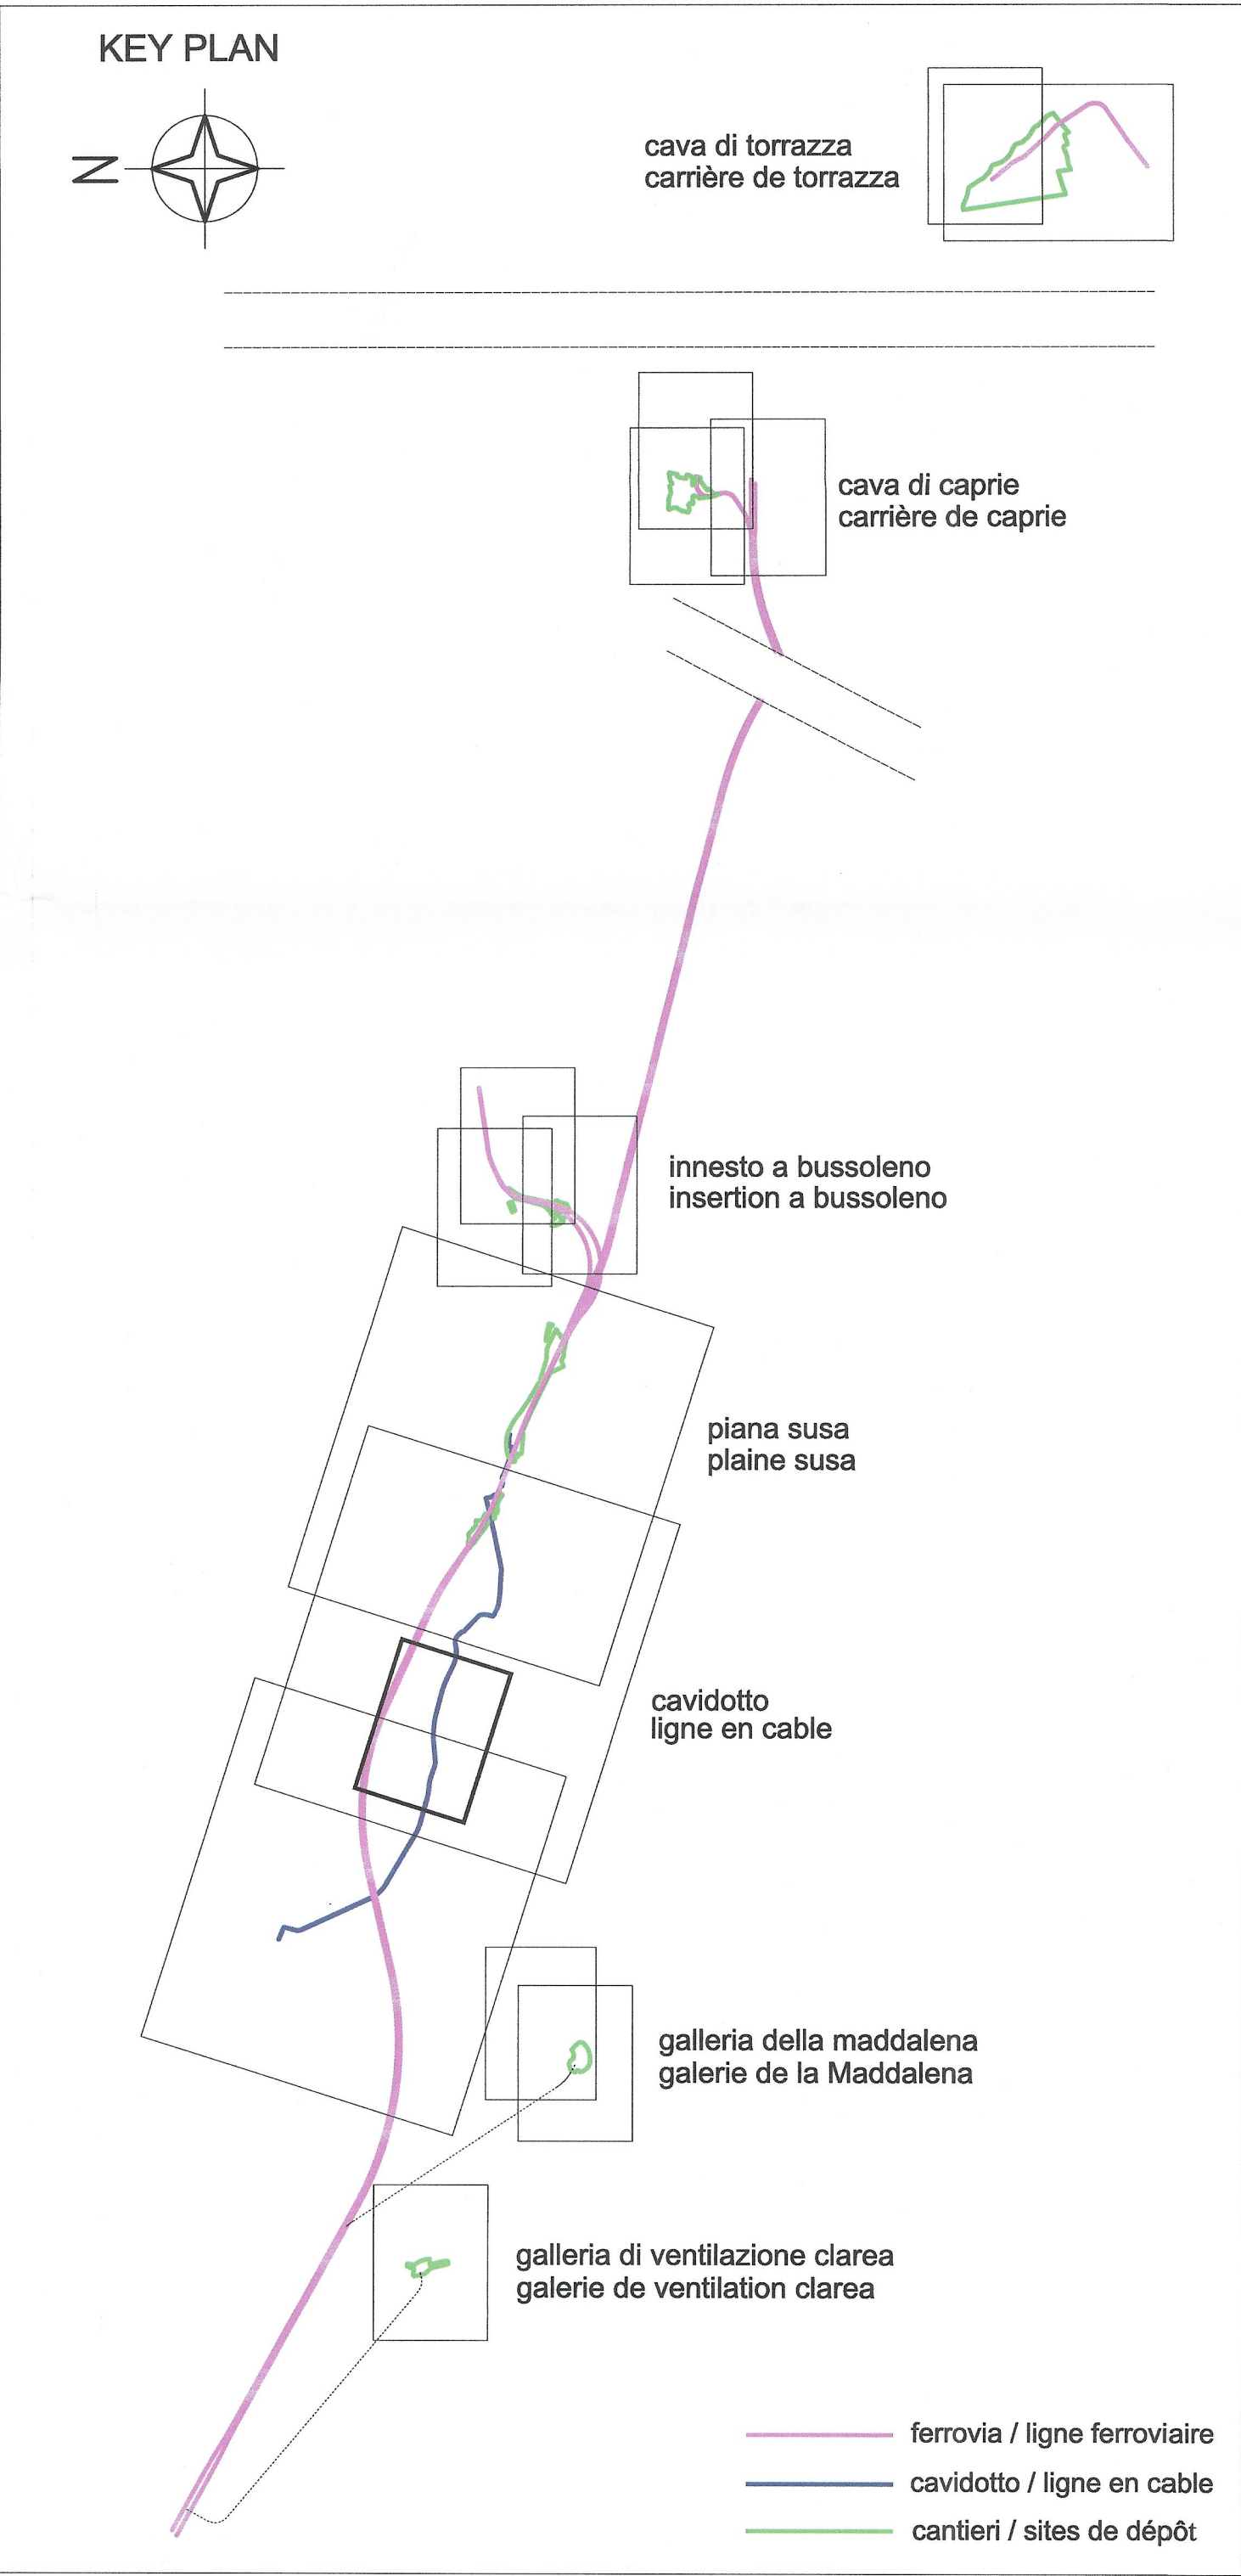 KEY PLAN
N
cava di torrazza
carrière de torrazza
cava di caprie
carrière de caprie
innesto a bussoleno
insertion a bussoleno
piana susa
plaine susa
cavidotto
ligne en cable
galleria della maddalena
galerie de la Maddalena
galleria di ventilazione clarea
galerie de ventilation clarea
ferrovia / ligne ferroviaire
cavidotto / ligne en cable
cantieri / sites de dépôt